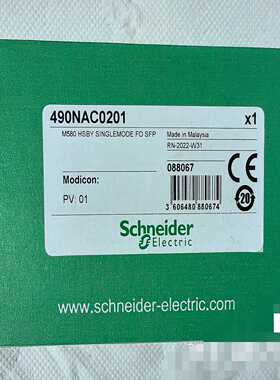 490NAC0201 x1
M580 HSBY SINGLEMODE FO SFP
Made in Malaysia
RN-2022-W31
Modicon:
088067
PV: 01
3 606480 880674
20
Schneider
Electric
www.schneider-electric.com